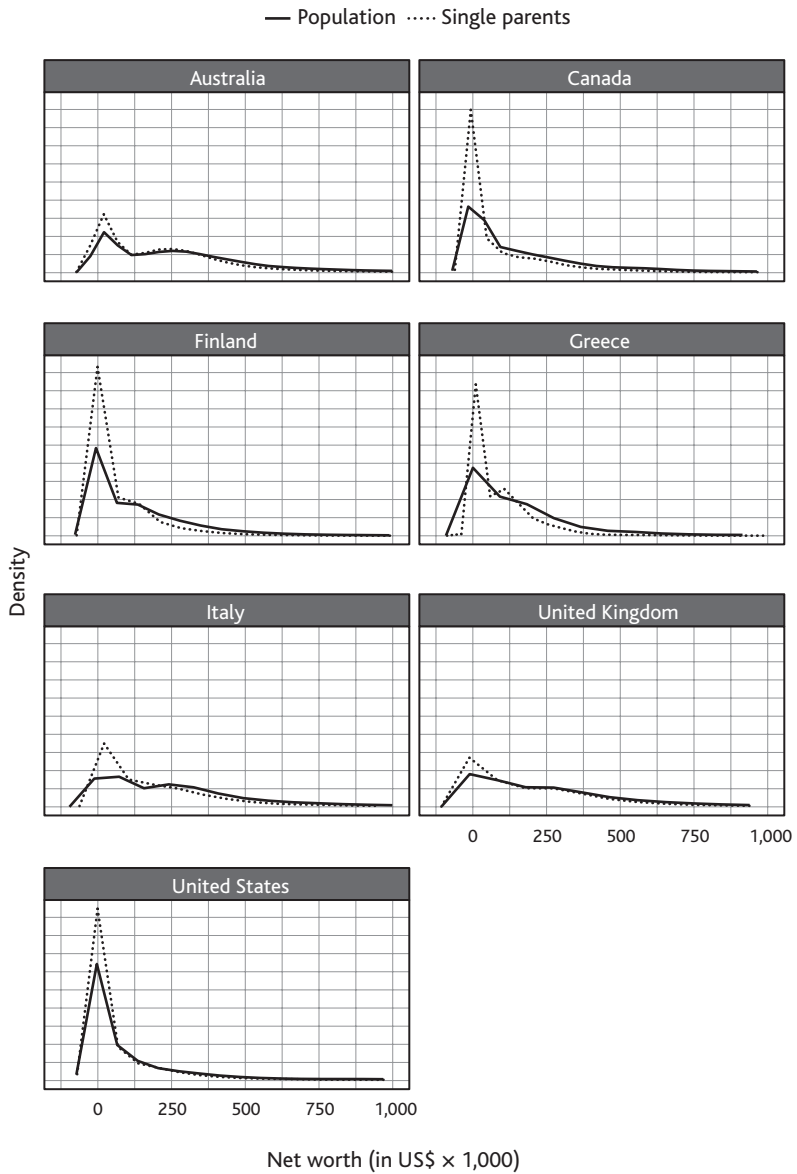 Population Single parents
Australia
Canada
Finland
Greece
Density
Italy
United Kingdom
0 250 500 750 1,000
United States
0 250 500 750 1,000
Net worth (in US$ × 1,000)